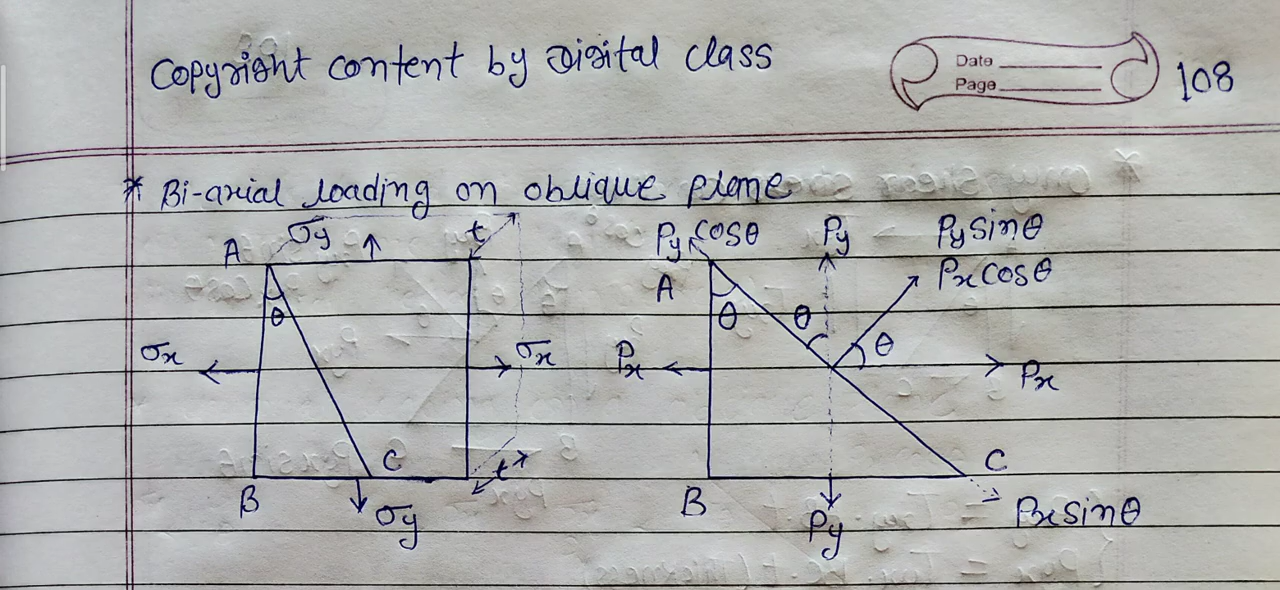 Copyright content by Digital class
Date
Page
108
* Bi-axial loading on oblique plane
A σy t
Py cosθ Py Py sinθ
A Px cosθ
θ θ θ θ
σx σx Px Px
B C t
σy
B C
Py Px sinθ